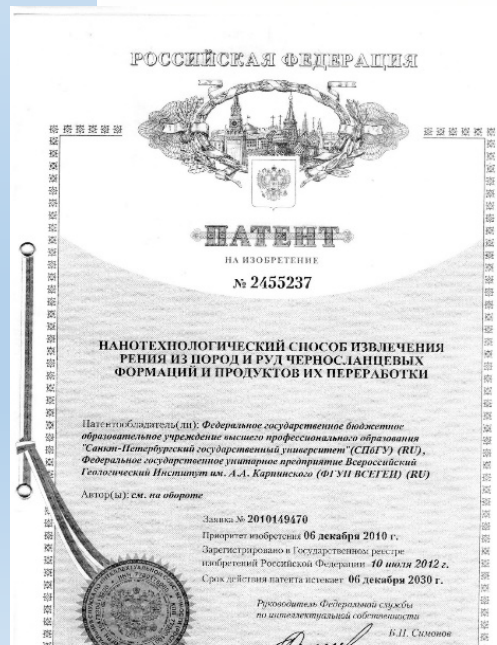 РОССИЙСКАЯ ФЕДЕРАЦИЯ
ПАТЕНТ
НА ИЗОБРЕТЕНИЕ
№ 2455237
НАНОТЕХНОЛОГИЧЕСКИЙ СПОСОБ ИЗВЛЕЧЕНИЯ
РЕНИЯ ИЗ ПОРОД И РУД ЧЕРНОСЛАНЦЕВЫХ
ФОРМАЦИЙ И ПРОДУКТОВ ИХ ПЕРЕРАБОТКИ
Патентообладатель(ли): Федеральное государственное бюджетное
образовательное учреждение высшего профессионального образования
"Санкт-Петербургский государственный университет"(СПбГУ) (RU),
Федеральное государственное унитарное предприятие Всероссийский
Геологический Институт им. А.А. Карпинского (ФГУП ВСЕГЕИ) (RU)
Автор(ы): см. на обороте
Заявка № 2010149470
Приоритет изобретения 06 декабря 2010 г.
Зарегистрировано в Государственном реестре
изобретений Российской Федерации 10 июля 2012 г.
Срок действия патента истекает 06 декабря 2030 г.
Руководитель Федеральной службы
по интеллектуальной собственности
Б.П. Симонов